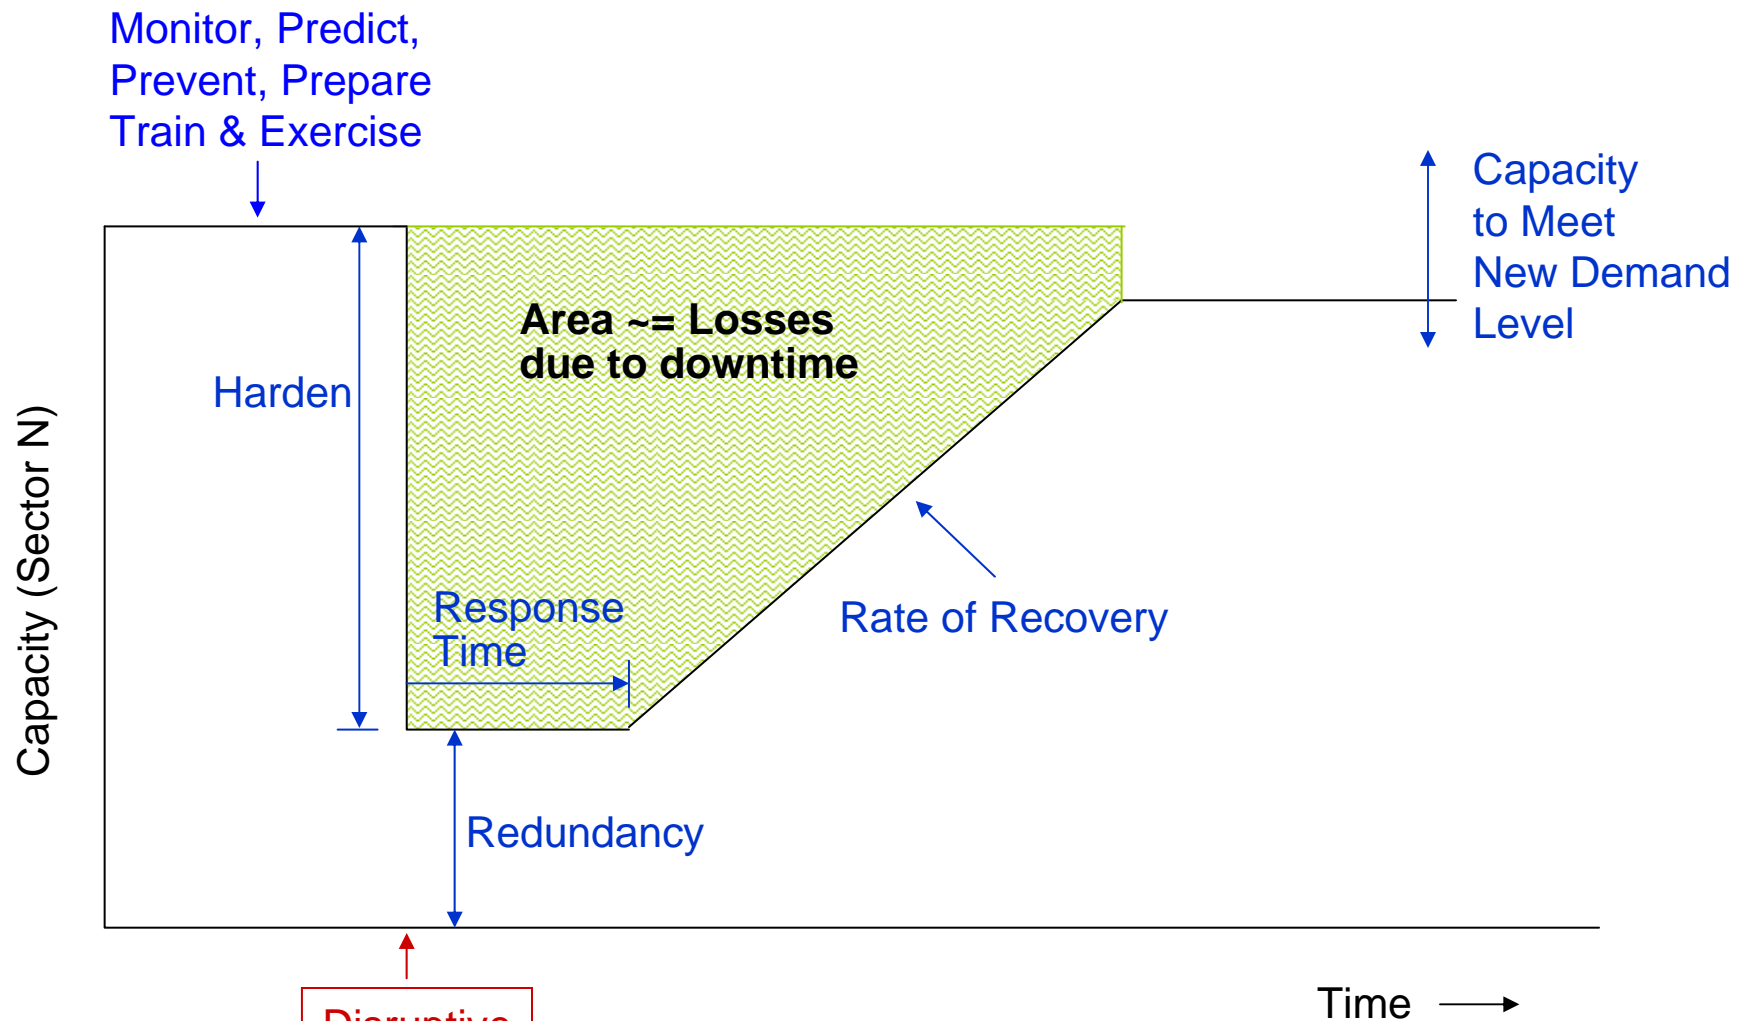 Monitor, Predict,
Prevent, Prepare
Train & Exercise
Capacity
to Meet
New Demand
Level
Area ~= Losses
due to downtime
Harden
Capacity (Sector N)
Response
Time
Rate of Recovery
Redundancy
Time
Disruptive